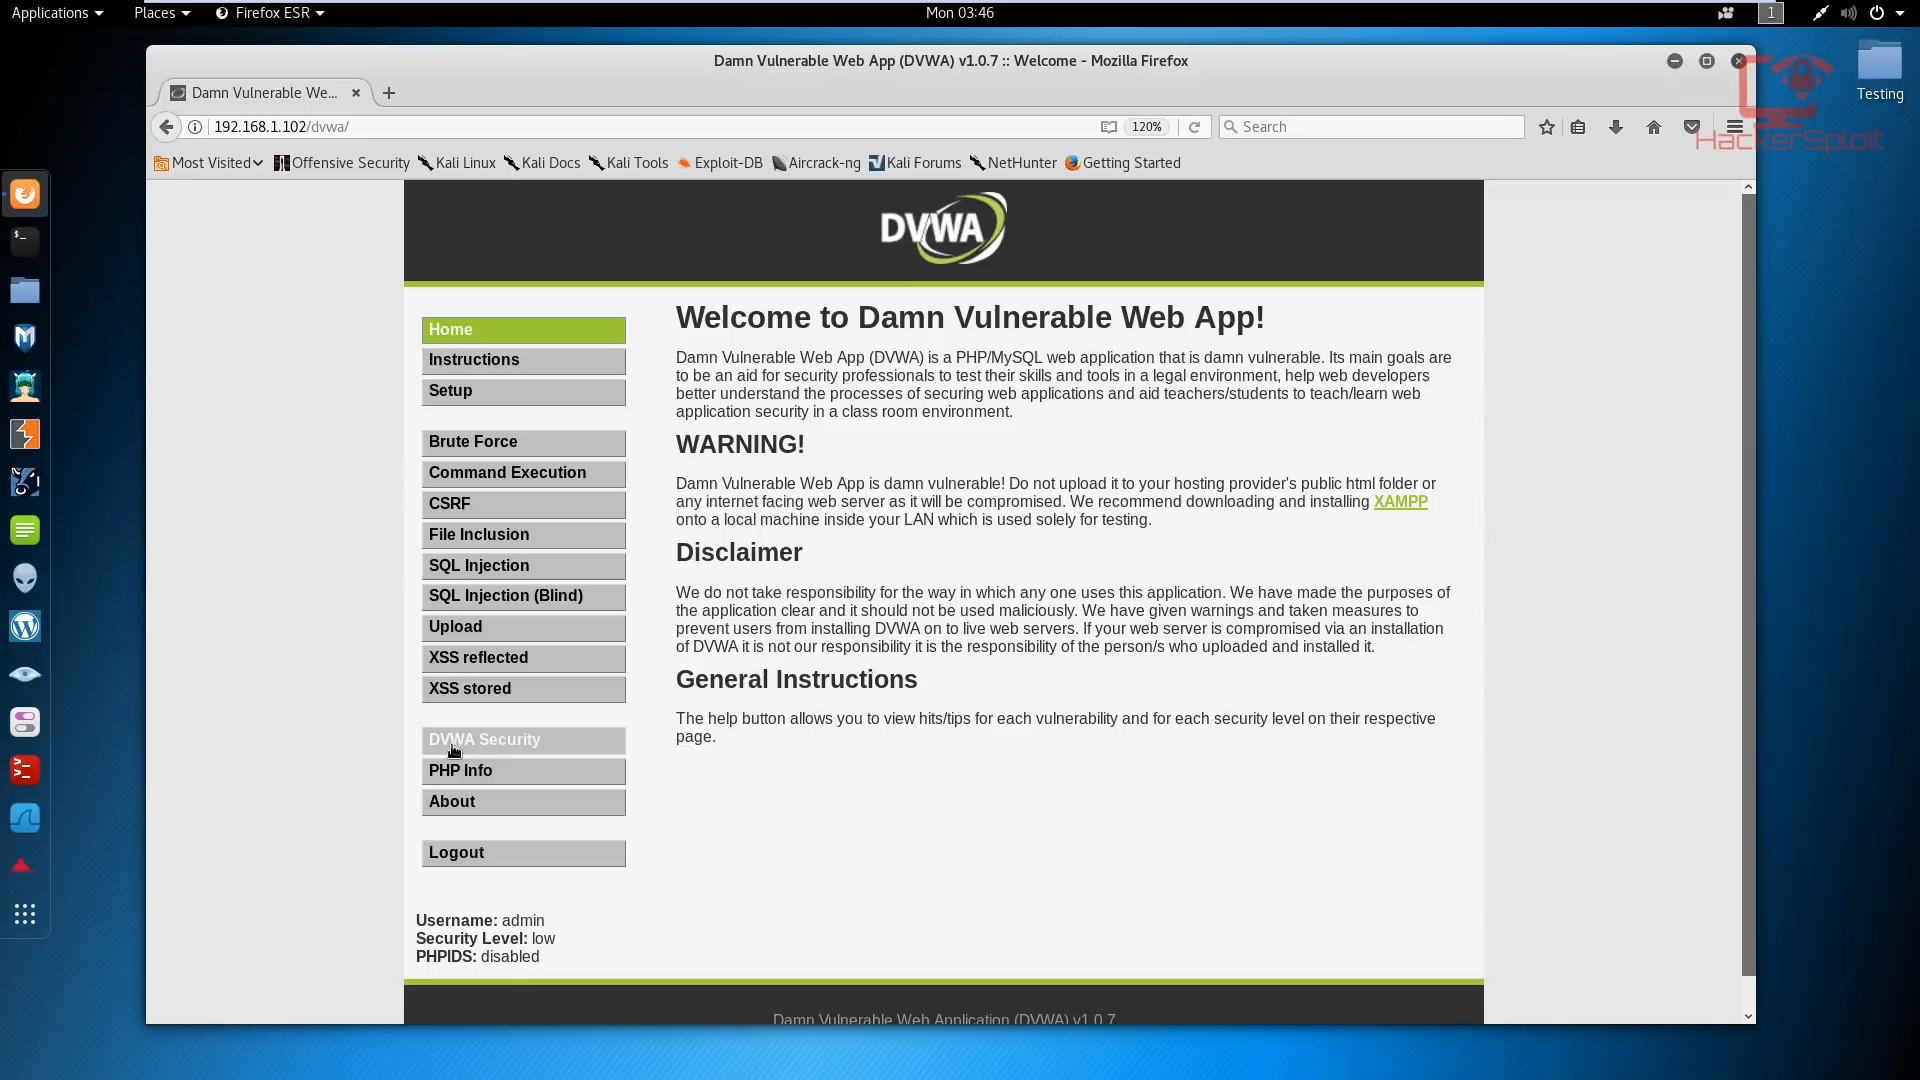 Applications Places Firefox ESR Mon 03:46 1
Damn Vulnerable Web App (DVWA) v1.0.7 :: Welcome - Mozilla Firefox
Damn Vulnerable We...
192.168.1.102/dvwa/ 120% Search
Most Visited Offensive Security Kali Linux Kali Docs Kali Tools Exploit-DB Aircrack-ng Kali Forums NetHunter Getting Started
Testing
HackerSploit
DVWA
Home
Instructions
Setup
Brute Force
Command Execution
CSRF
File Inclusion
SQL Injection
SQL Injection (Blind)
Upload
XSS reflected
XSS stored
DVWA Security
PHP Info
About
Logout
Username: admin
Security Level: low
PHPIDS: disabled
Welcome to Damn Vulnerable Web App!
Damn Vulnerable Web App (DVWA) is a PHP/MySQL web application that is damn vulnerable. Its main goals are
to be an aid for security professionals to test their skills and tools in a legal environment, help web developers
better understand the processes of securing web applications and aid teachers/students to teach/learn web
application security in a class room environment.
WARNING!
Damn Vulnerable Web App is damn vulnerable! Do not upload it to your hosting provider's public html folder or
any internet facing web server as it will be compromised. We recommend downloading and installing XAMPP
onto a local machine inside your LAN which is used solely for testing.
Disclaimer
We do not take responsibility for the way in which any one uses this application. We have made the purposes of
the application clear and it should not be used maliciously. We have given warnings and taken measures to
prevent users from installing DVWA on to live web servers. If your web server is compromised via an installation
of DVWA it is not our responsibility it is the responsibility of the person/s who uploaded and installed it.
General Instructions
The help button allows you to view hits/tips for each vulnerability and for each security level on their respective
page.
Damn Vulnerable Web Application (DVWA) v1.0.7